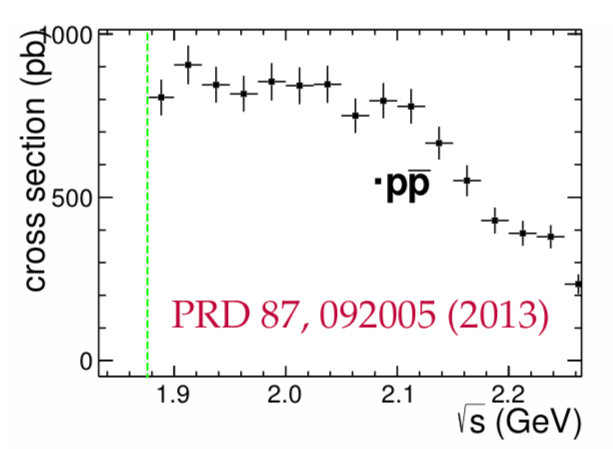 1000
cross section (pb)
500
0
·pp̅
PRD 87, 092005 (2013)
1.9 2.0 2.1 2.2
√s (GeV)